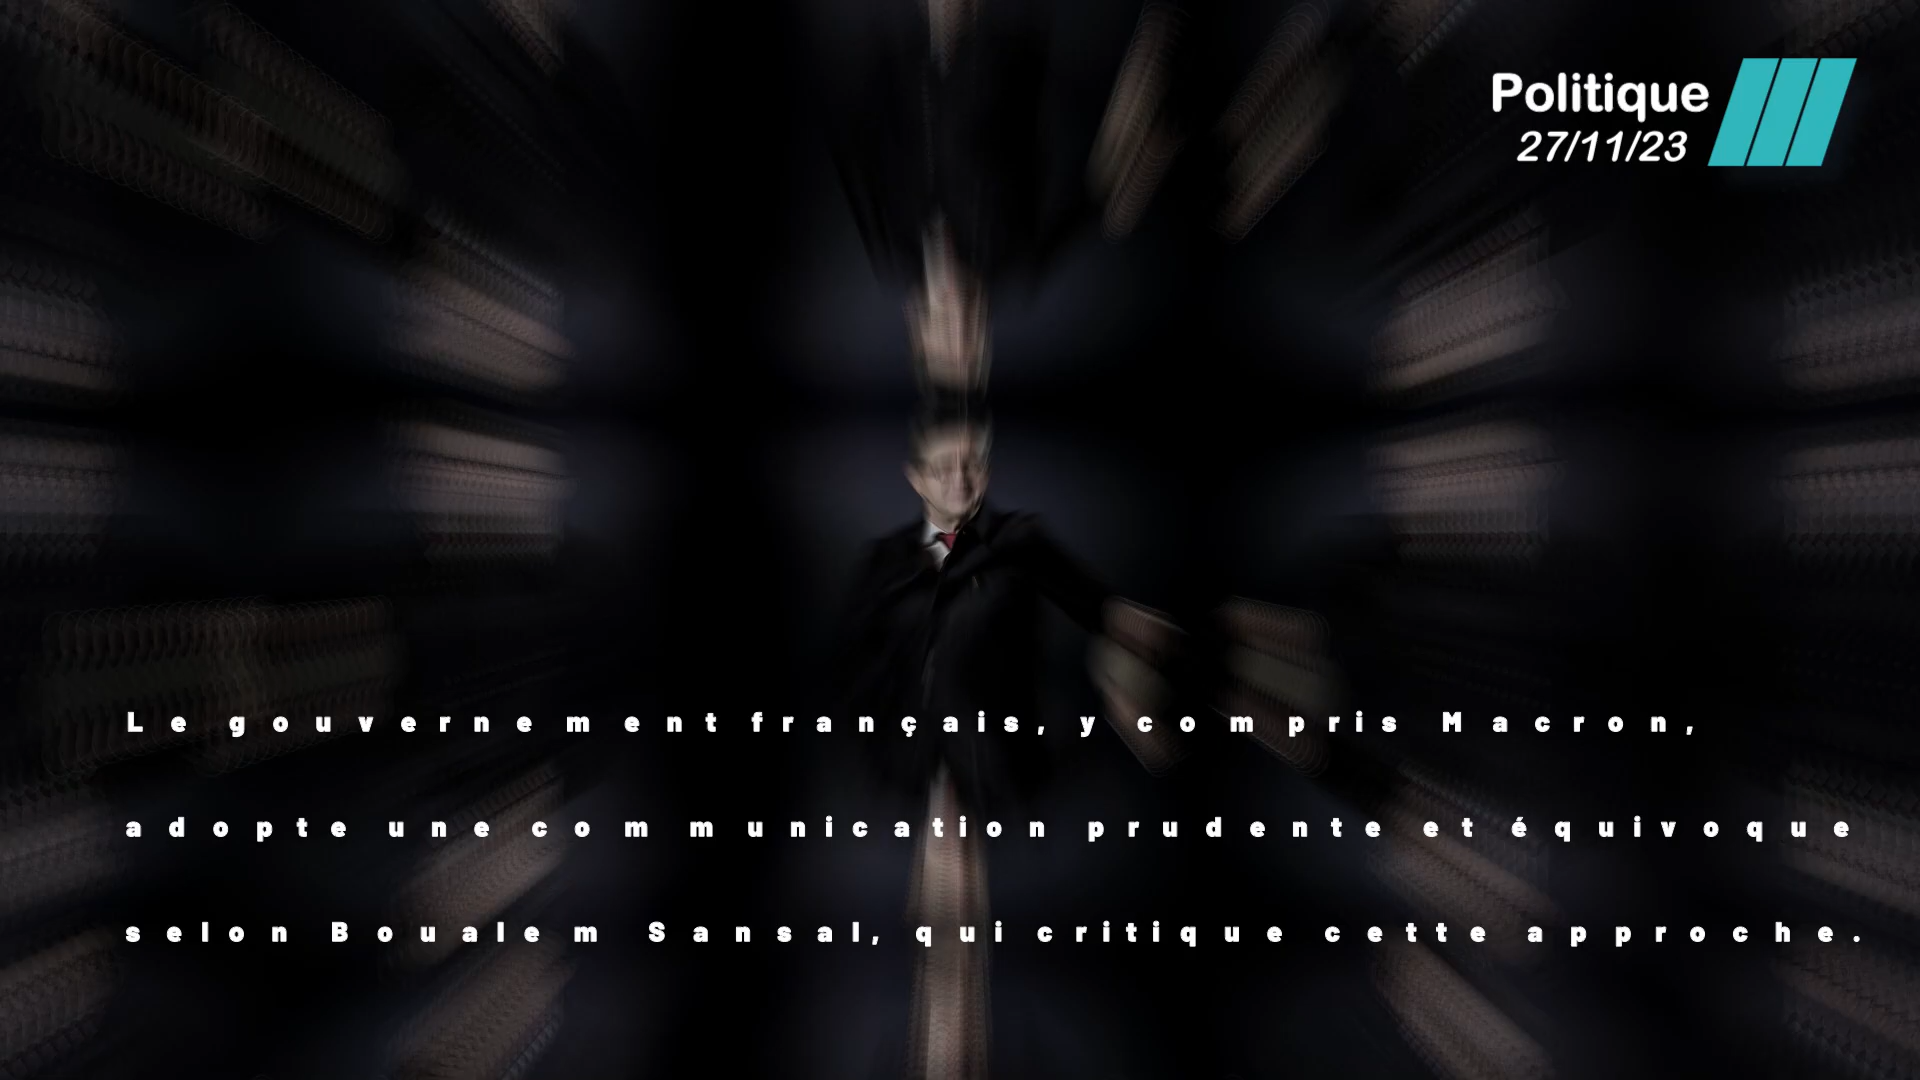 Politique
27/11/23
Le gouvernement français, y compris Macron,
adopte une communication prudente et équivoque
selon Boualem Sansal, qui critique cette approche.